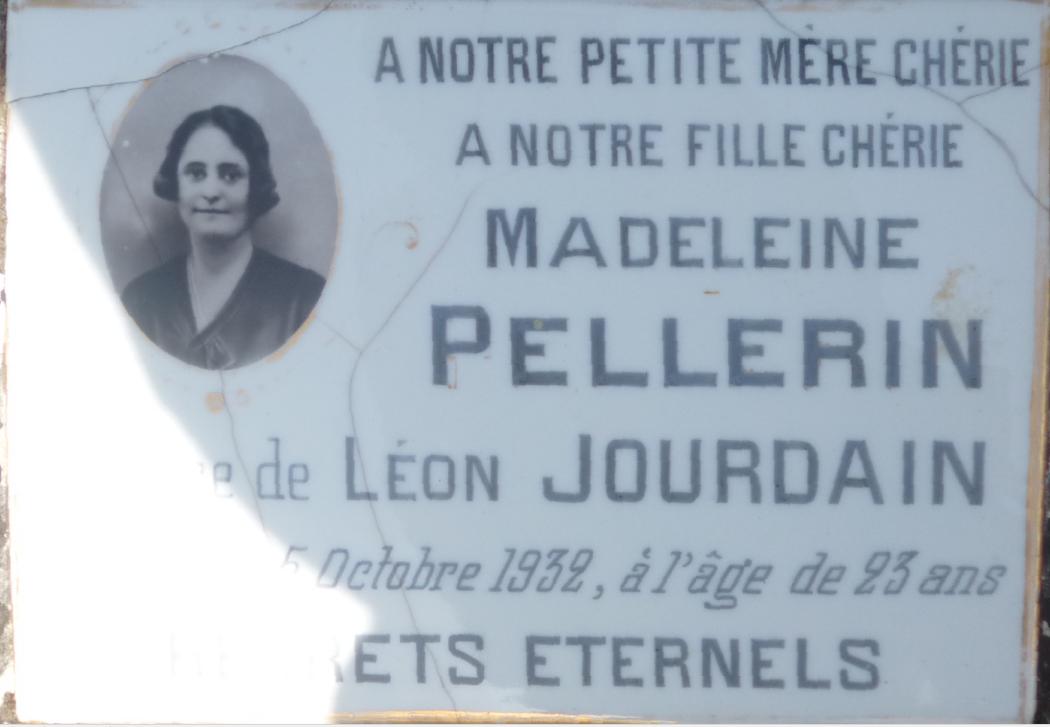 A NOTRE PETITE MÈRE CHÉRIE
A NOTRE FILLE CHÉRIE
MADELEINE
PELLERIN
de LÉON JOURDAIN
Octobre 1932, à l'âge de 23 ans
ETERNELS